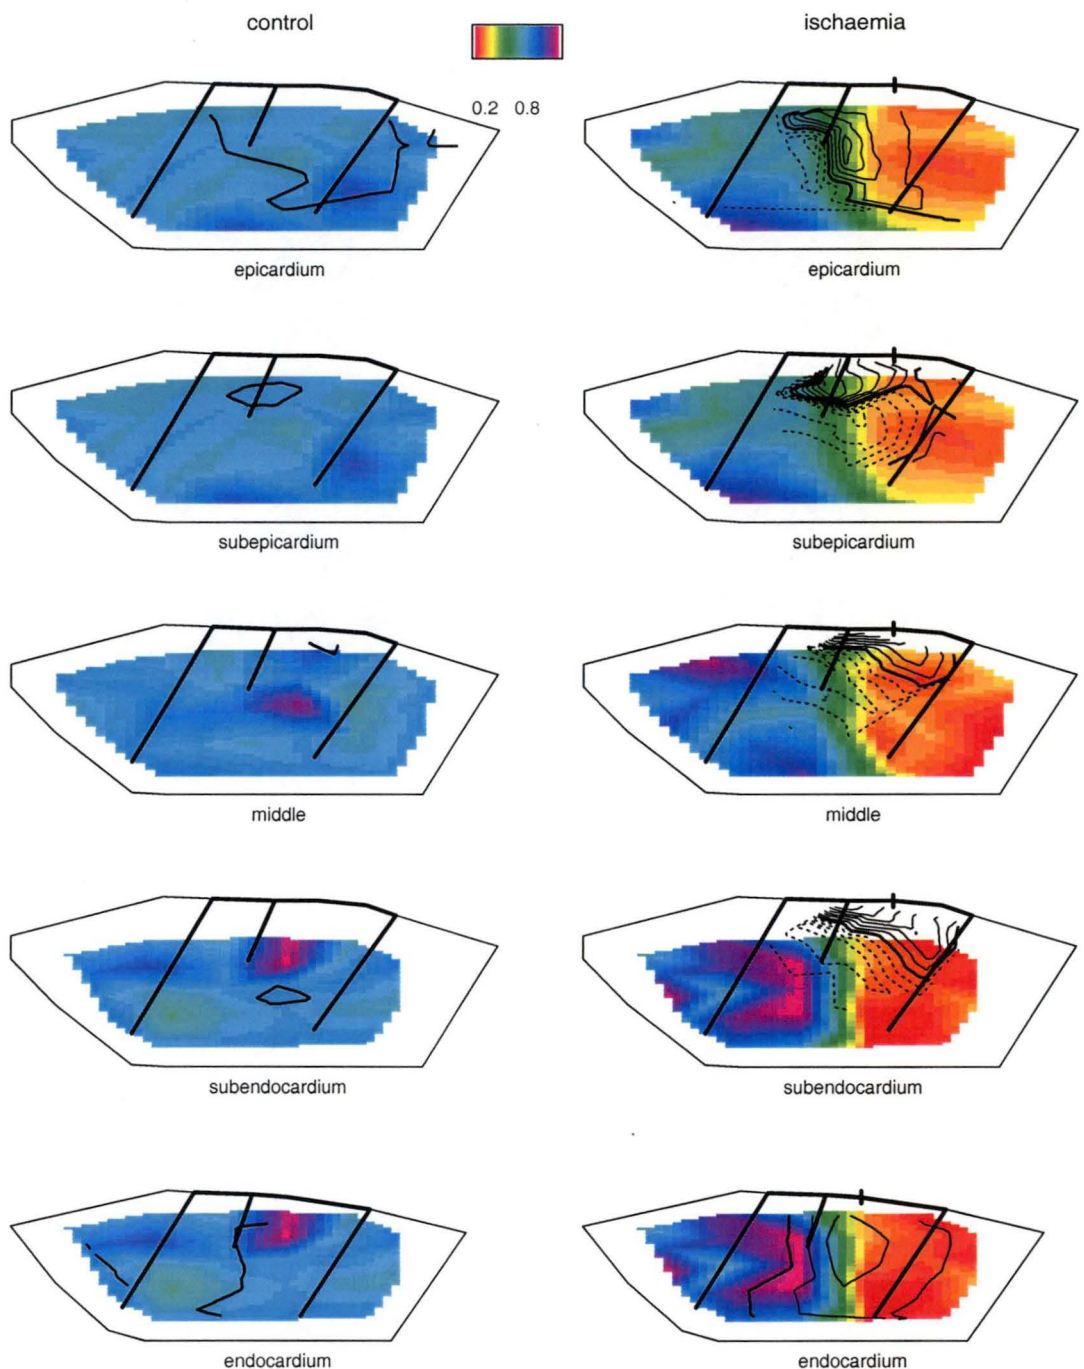 control ischaemia
0.2 0.8
epicardium epicardium
subepicardium subepicardium
middle middle
subendocardium subendocardium
endocardium endocardium